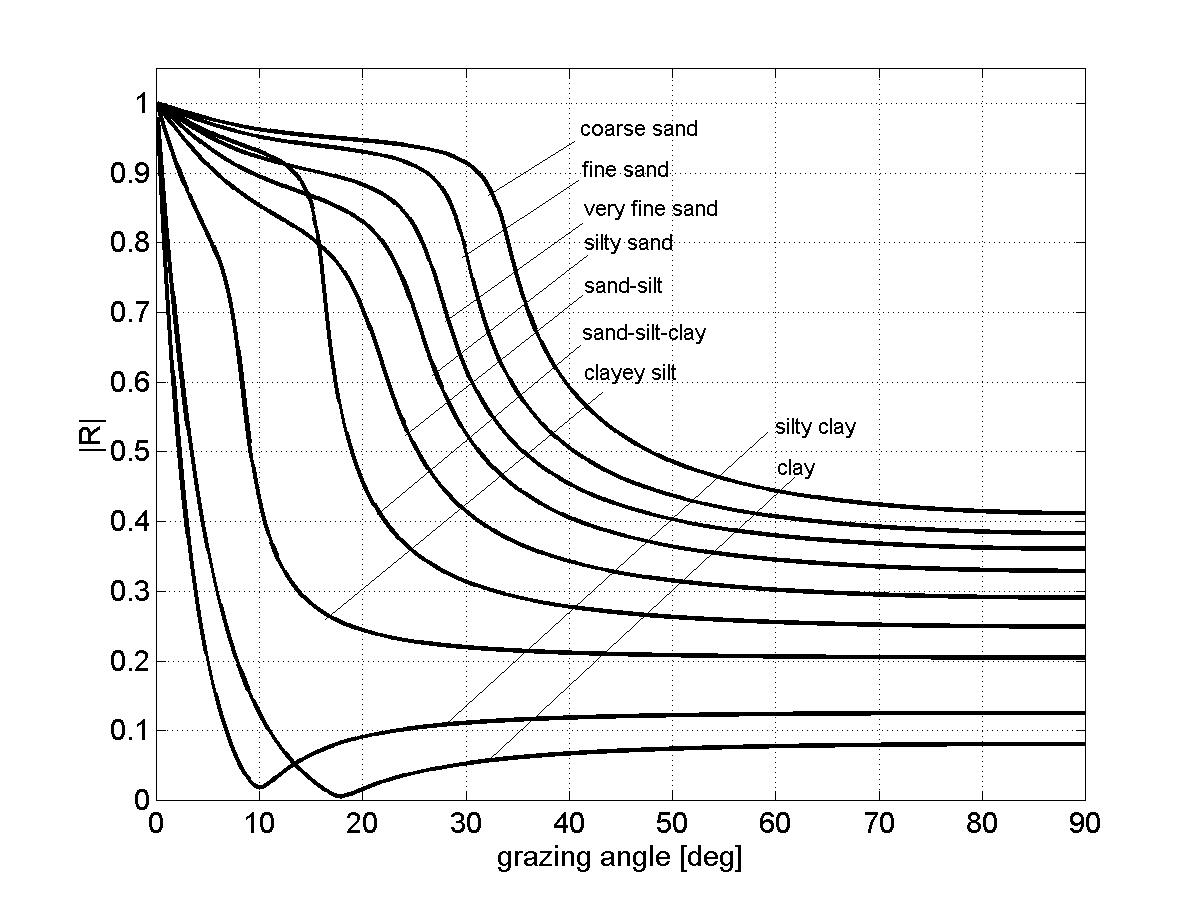 1
0.9
0.8
0.7
0.6
0.5
0.4
0.3
0.2
0.1
0
|R|
coarse sand
fine sand
very fine sand
silty sand
sand-silt
sand-silt-clay
clayey silt
silty clay
clay
0 10 20 30 40 50 60 70 80 90
grazing angle [deg]